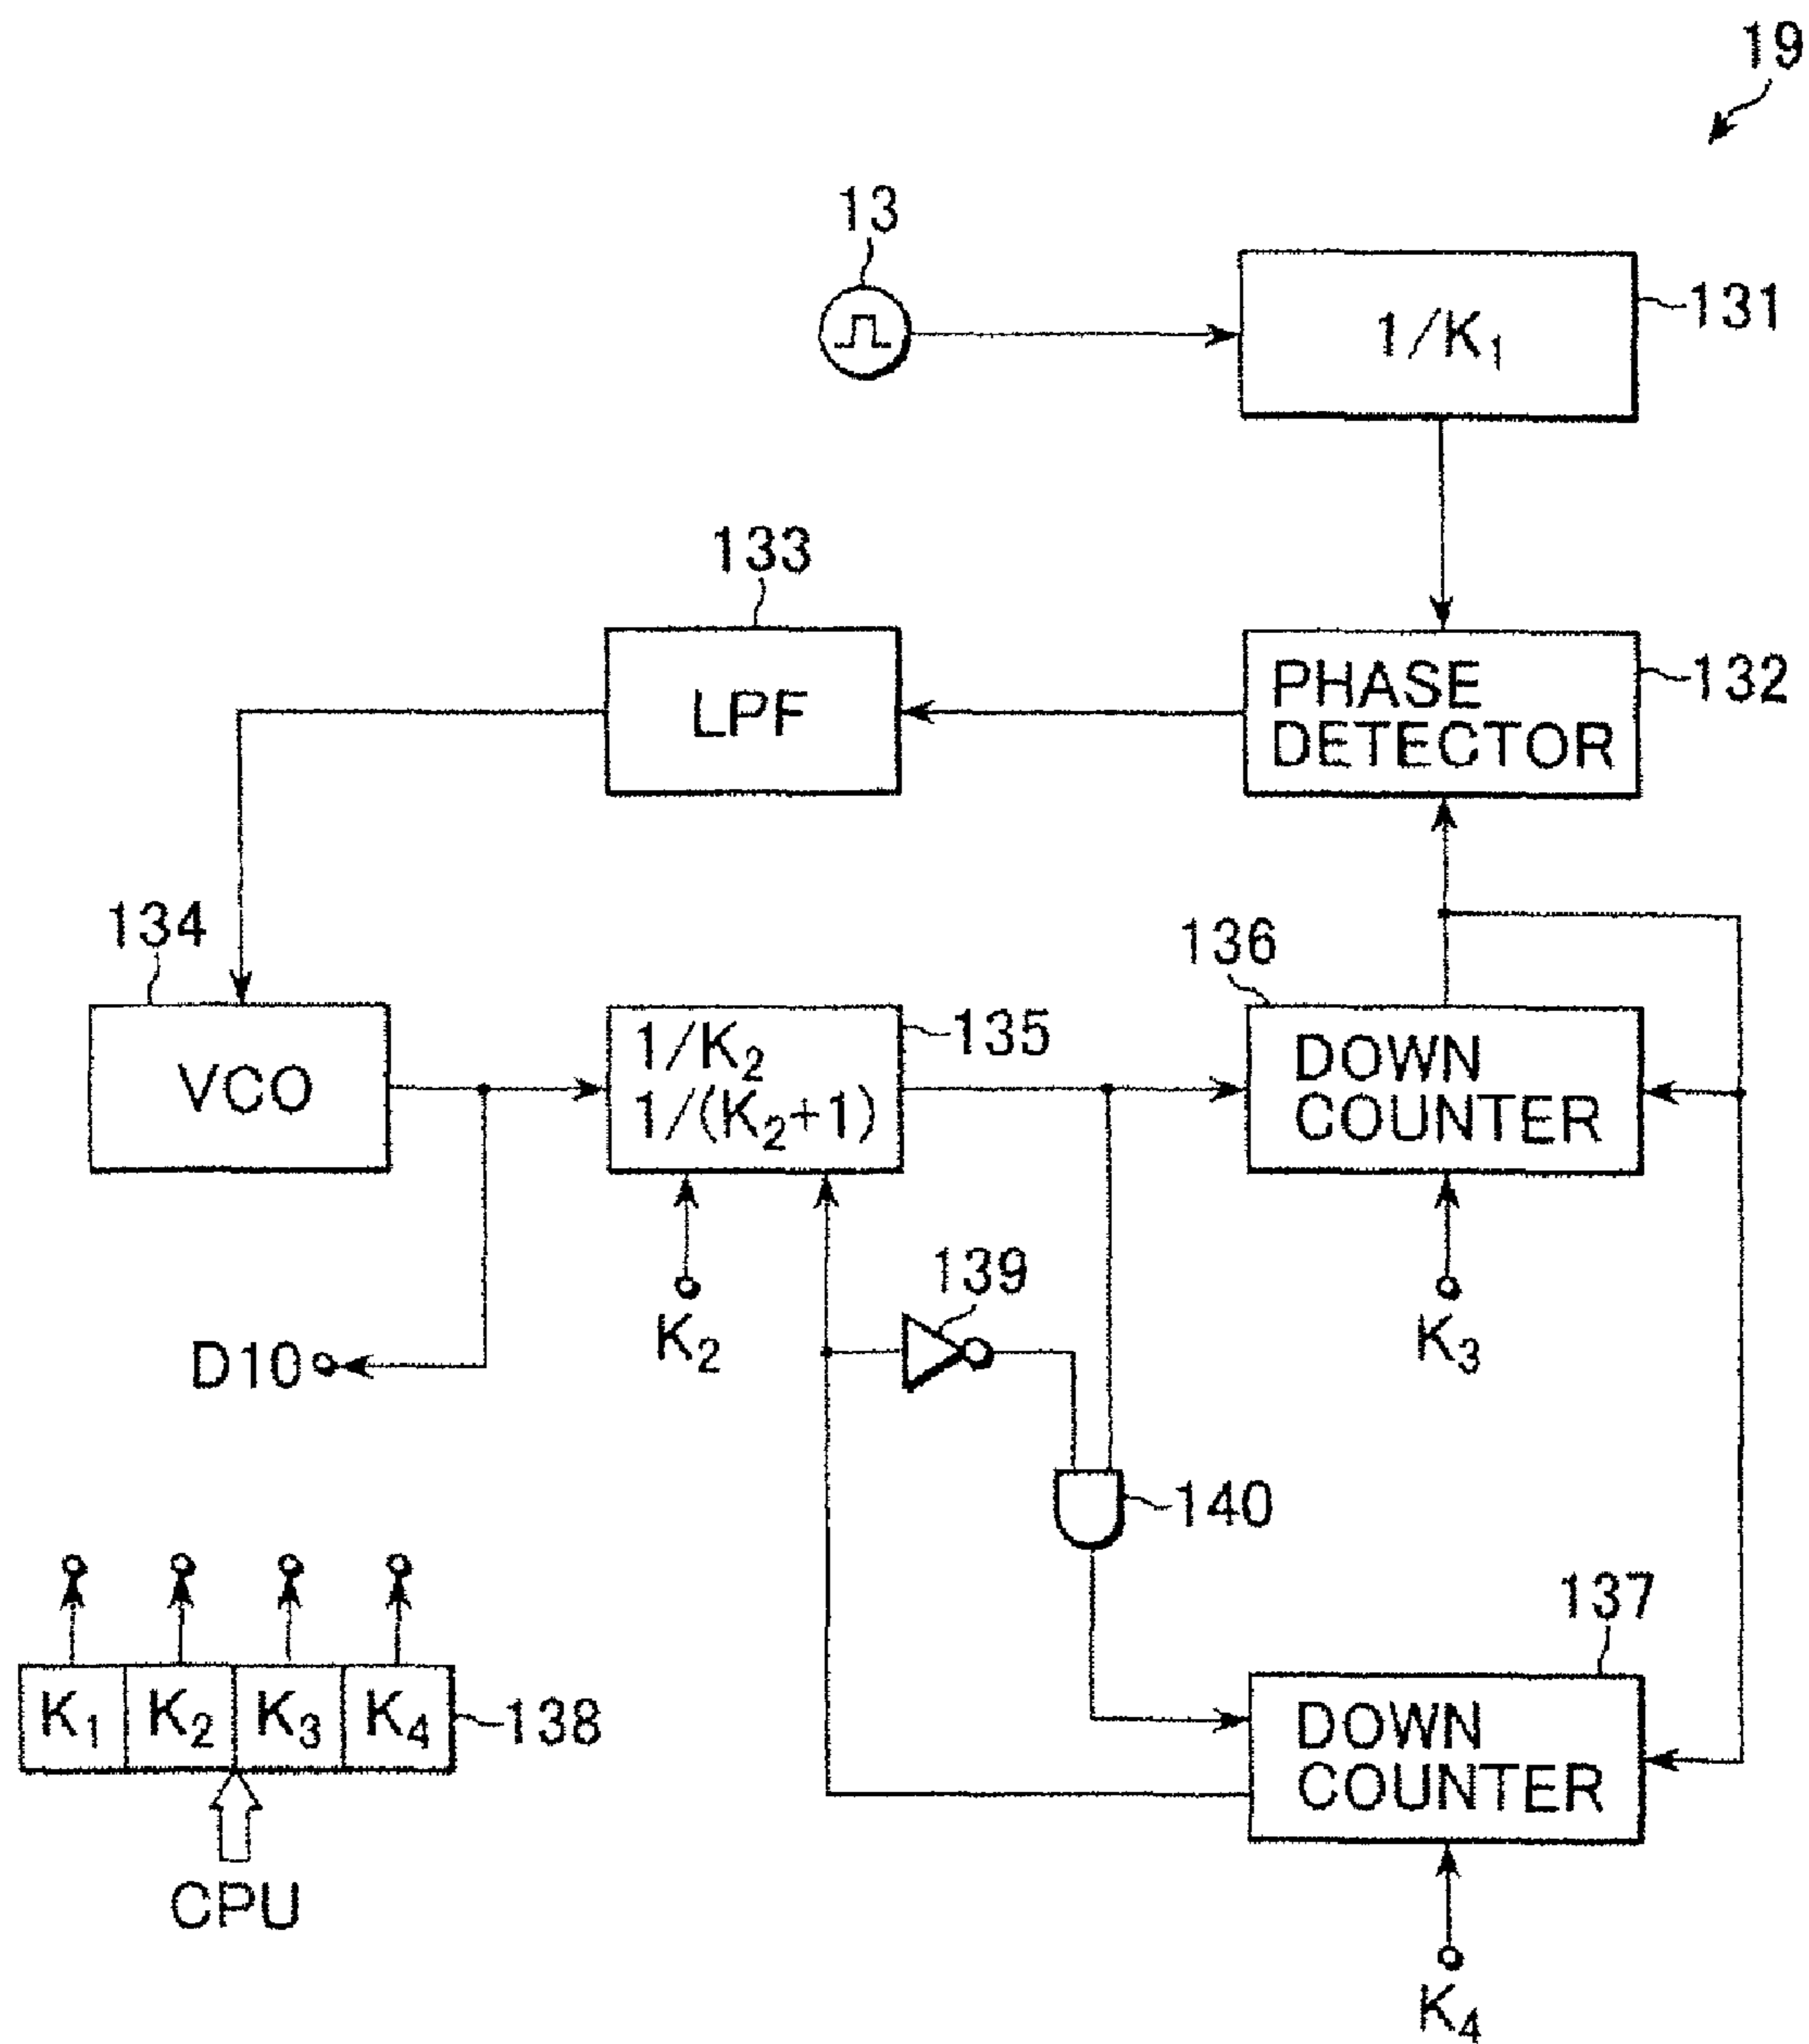 19
13
1/K₁
131
133
LPF
PHASE
DETECTOR
132
134
VCO
1/K₂
1/(K₂+1)
135
136
DOWN
COUNTER
D10
K₂
139
K₃
140
137
K₁ K₂ K₃ K₄
138
DOWN
COUNTER
CPU
K₄